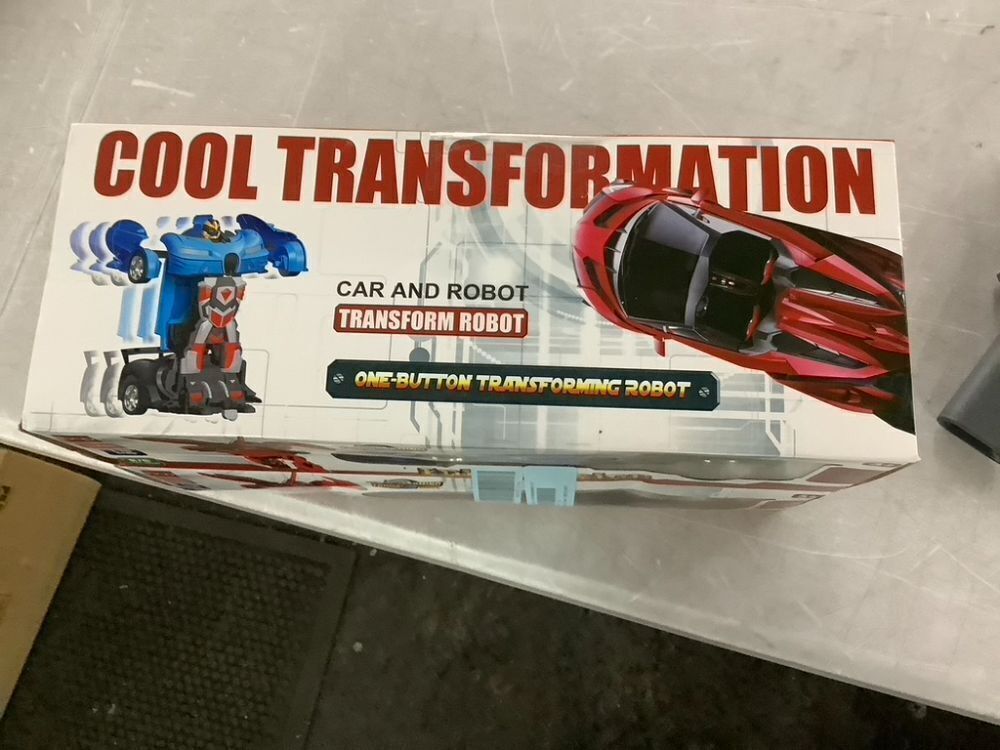 COOL TRANSFORMATION
CAR AND ROBOT
TRANSFORM ROBOT
ONE-BUTTON TRANSFORMING ROBOT